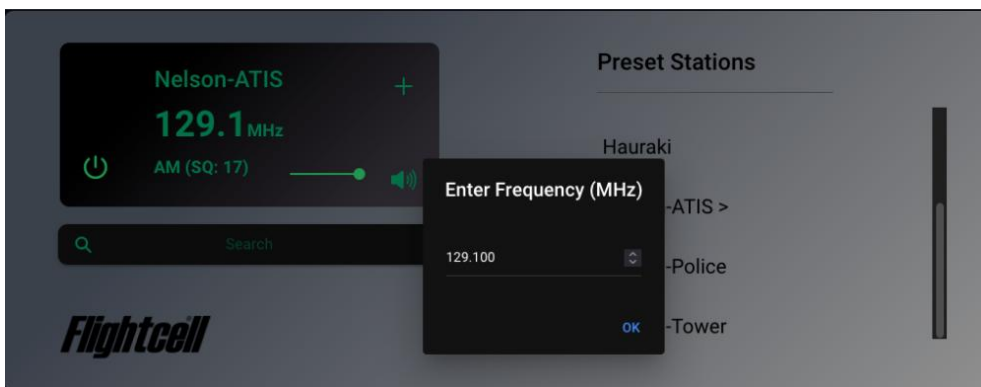 Nelson-ATIS
129.1MHz
AM (SQ: 17)
Search
Flightcell
Preset Stations
Hauraki
-ATIS >
-Police
-Tower
Enter Frequency (MHz)
129.100
OK